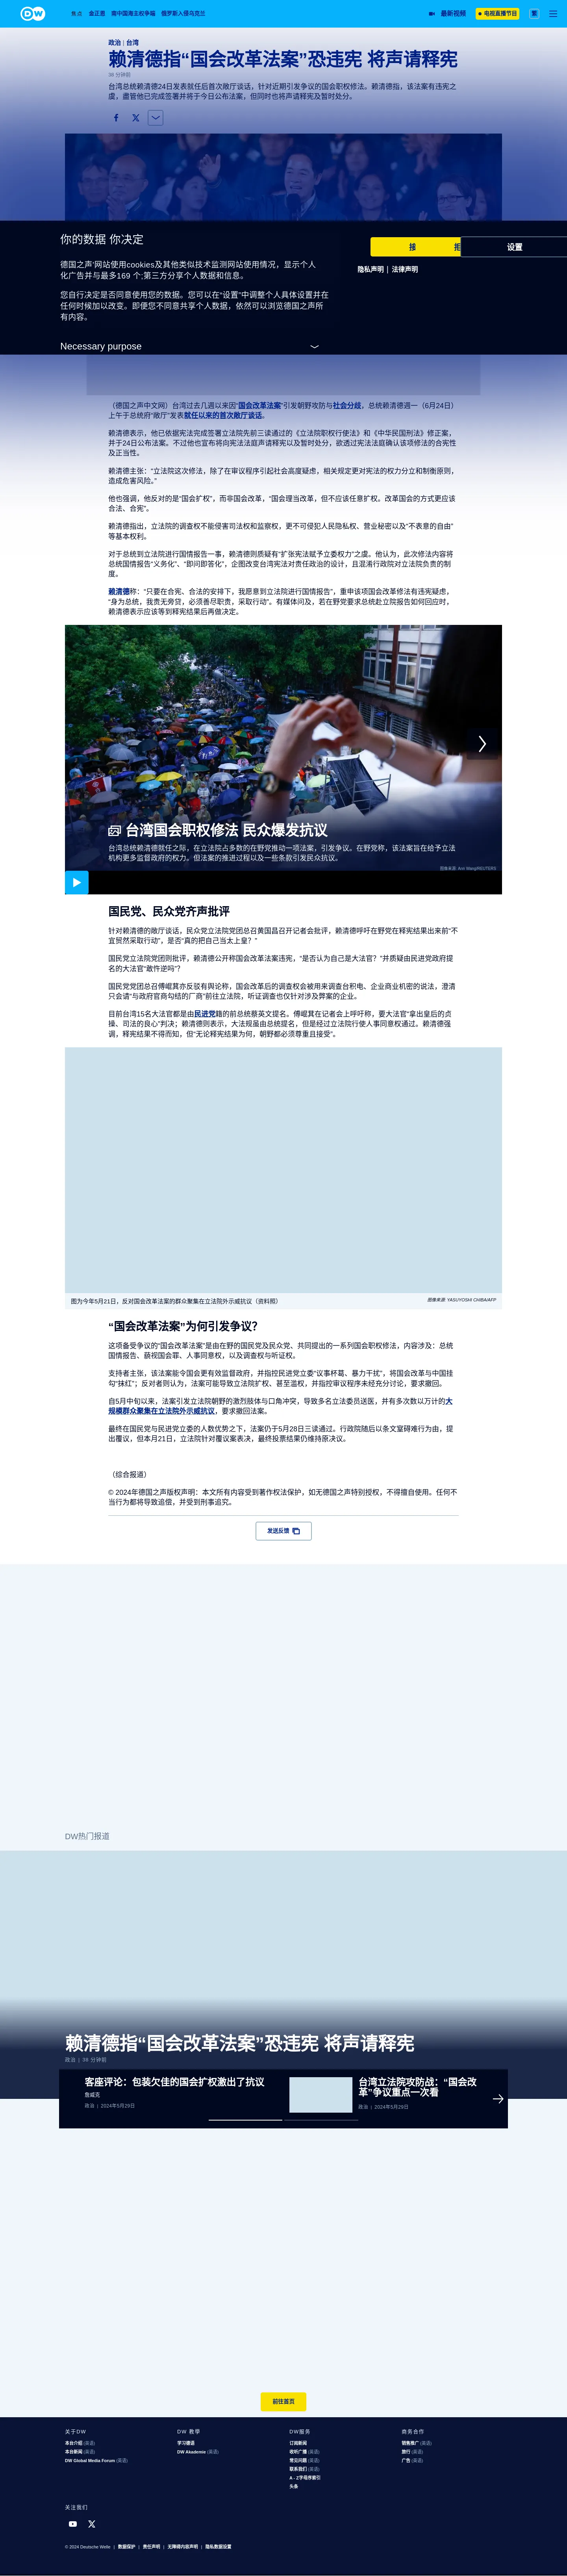 DW
焦点 金正恩 南中国海主权争端 俄罗斯入侵乌克兰
最新视频 电视直播节目 繁
政治 | 台湾
赖清德指“国会改革法案”恐违宪 将声请释宪
38 分钟前
台湾总统赖清德24日发表就任后首次敞厅谈话，针对近期引发争议的国会职权修法。赖清德指，该法案有违宪之虞，盡管他已完成签署并将于今日公布法案，但同时也将声请释宪及暂时处分。
你的数据 你决定
德国之声'网站使用cookies及其他类似技术监测网站使用情况，显示个人化广告并与最多169 个;第三方分享个人数据和信息。
您自行决定是否同意使用您的数据。您可以在“设置”中调整个人具体设置并在任何时候加以改变。即便您不同意共享个人数据，依然可以浏览德国之声所有内容。
设置
隐私声明 | 法律声明
Necessary purpose
（德国之声中文网）台湾过去几週以来因“国会改革法案”引发朝野攻防与社会分歧，总统赖清德週一（6月24日）上午于总统府“敞厅”发表就任以来的首次敞厅谈话。
赖清德表示，他已依据宪法完成签署立法院先前三读通过的《立法院职权行使法》和《中华民国刑法》修正案，并于24日公布法案。不过他也宣布将向宪法法庭声请释宪以及暂时处分，欲透过宪法法庭确认该项修法的合宪性及正当性。
赖清德主张：“立法院这次修法，除了在审议程序引起社会高度疑虑，相关规定更对宪法的权力分立和制衡原则，造成危害风险。”
他也强调，他反对的是“国会扩权”，而非国会改革，“国会理当改革，但不应该任意扩权。改革国会的方式更应该合法、合宪”。
赖清德指出，立法院的调查权不能侵害司法权和监察权，更不可侵犯人民隐私权、营业秘密以及“不表意的自由”等基本权利。
对于总统到立法院进行国情报告一事，赖清德则质疑有“扩张宪法赋予立委权力”之虞。他认为，此次修法内容将总统国情报告“义务化”、“即问即答化”，企图改变台湾宪法对责任政治的设计，且混淆行政院对立法院负责的制度。
赖清德称：“只要在合宪、合法的安排下，我愿意到立法院进行国情报告”，重申该项国会改革修法有违宪疑虑，“身为总统，我责无旁贷，必须善尽职责，采取行动”。有媒体问及，若在野党要求总统赴立院报告如何回应时，赖清德表示应该等到释宪结果后再做决定。
台湾国会职权修法 民众爆发抗议
台湾总统赖清德就任之际，在立法院占多数的在野党推动一项法案，引发争议。在野党称，该法案旨在给予立法机构更多监督政府的权力。但法案的推进过程以及一些条款引发民众抗议。
图像来源: Ann Wang/REUTERS
国民党、民众党齐声批评
针对赖清德的敞厅谈话，民众党立法院党团总召黄国昌召开记者会批评，赖清德呼吁在野党在释宪结果出来前“不宜贸然采取行动”，是否“真的把自己当太上皇？”
国民党立法院党团则批评，赖清德公开称国会改革法案违宪，“是否认为自己是大法官？”并质疑由民进党政府提名的大法官“敢忤逆吗”？
国民党党团总召傅崐萁亦反驳有舆论称，国会改革后的调查权会被用来调查台积电、企业商业机密的说法，澄清只会请“与政府官商勾结的厂商”前往立法院，听证调查也仅针对涉及弊案的企业。
目前台湾15名大法官都是由民进党籍的前总统蔡英文提名。傅崐萁在记者会上呼吁称，要大法官“拿出皇后的贞操、司法的良心”判决；赖清德则表示，大法规虽由总统提名，但是经过立法院行使人事同意权通过。赖清德强调，释宪结果不得而知，但“无论释宪结果为何，朝野都必须尊重且接受”。
图为今年5月21日，反对国会改革法案的群众聚集在立法院外示威抗议（资料照）
图像来源: YASUYOSHI CHIBA/AFP
“国会改革法案”为何引发争议？
这项备受争议的“国会改革法案”是由在野的国民党及民众党、共同提出的一系列国会职权修法，内容涉及：总统国情报告、藐视国会罪、人事同意权，以及调查权与听证权。
支持者主张，该法案能令国会更有效监督政府，并指控民进党立委“议事杯葛、暴力干扰”，将国会改革与中国挂勾“抹红”；反对者则认为，法案可能导致立法院扩权、甚至滥权，并指控审议程序未经充分讨论，要求撤回。
自5月中旬以来，法案引发立法院朝野的激烈肢体与口角冲突，导致多名立法委员送医，并有多次数以万计的大规模群众聚集在立法院外示威抗议，要求撤回法案。
最终在国民党与民进党立委的人数优势之下，法案仍于5月28日三读通过。行政院随后以条文窒碍难行为由，提出覆议，但本月21日，立法院针对覆议案表决，最终投票结果仍维持原决议。
（综合报道）
© 2024年德国之声版权声明：本文所有内容受到著作权法保护，如无德国之声特别授权，不得擅自使用。任何不当行为都将导致追偿，并受到刑事追究。
发送反馈
DW热门报道
赖清德指“国会改革法案”恐违宪 将声请释宪
政治 | 38 分钟前
客座评论：包装欠佳的国会扩权激出了抗议
詹威克
政治 | 2024年5月29日
台湾立法院攻防战：“国会改革”争议重点一次看
政治 | 2024年5月29日
前往首页
关于DW
本台介绍 (英语)
本台新闻 (英语)
DW Global Media Forum (英语)
DW 教學
学习德语
DW Akademie (英语)
DW服务
订阅新闻
收听广播 (英语)
常见问题 (英语)
联系我们 (英语)
A - Z字母序索引
头条
商务合作
销售推广 (英语)
旅行 (英语)
广告 (英语)
关注我们
© 2024 Deutsche Welle | 数据保护 | 责任声明 | 无障碍内容声明 | 隐私数据设置